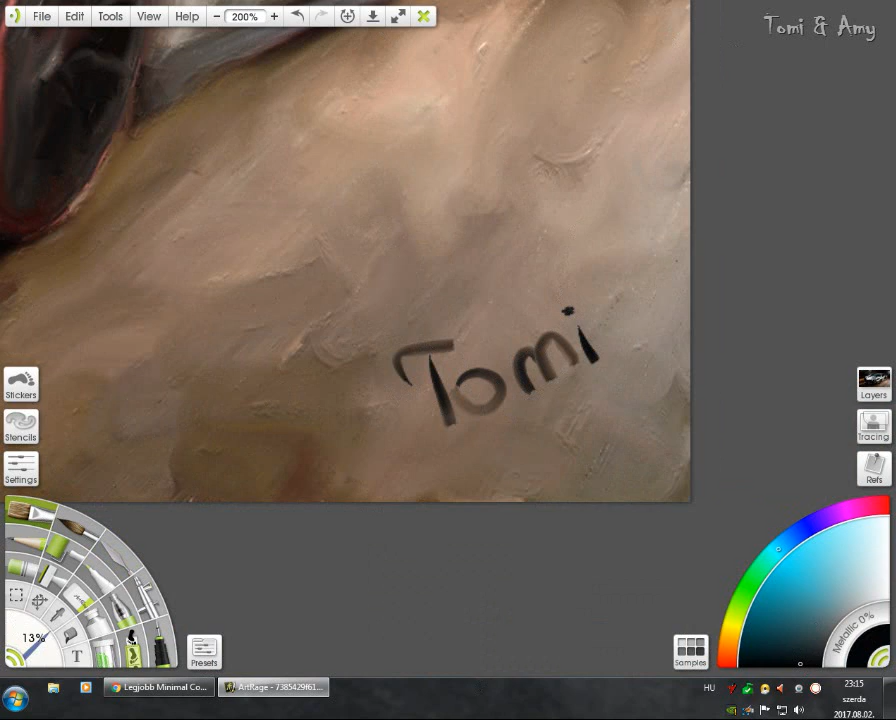 File Edit Tools View Help − 200% +
Tomi & Amy
Tomi
Stickers
Layers
Stencils
Tracing
Settings
Refs
13%
T
Metallic 0%
Presets
Samples
Legjobb Minimal Co...
ArtRage - 7385429f61...
HU
23:15
szerda
2017.08.02.